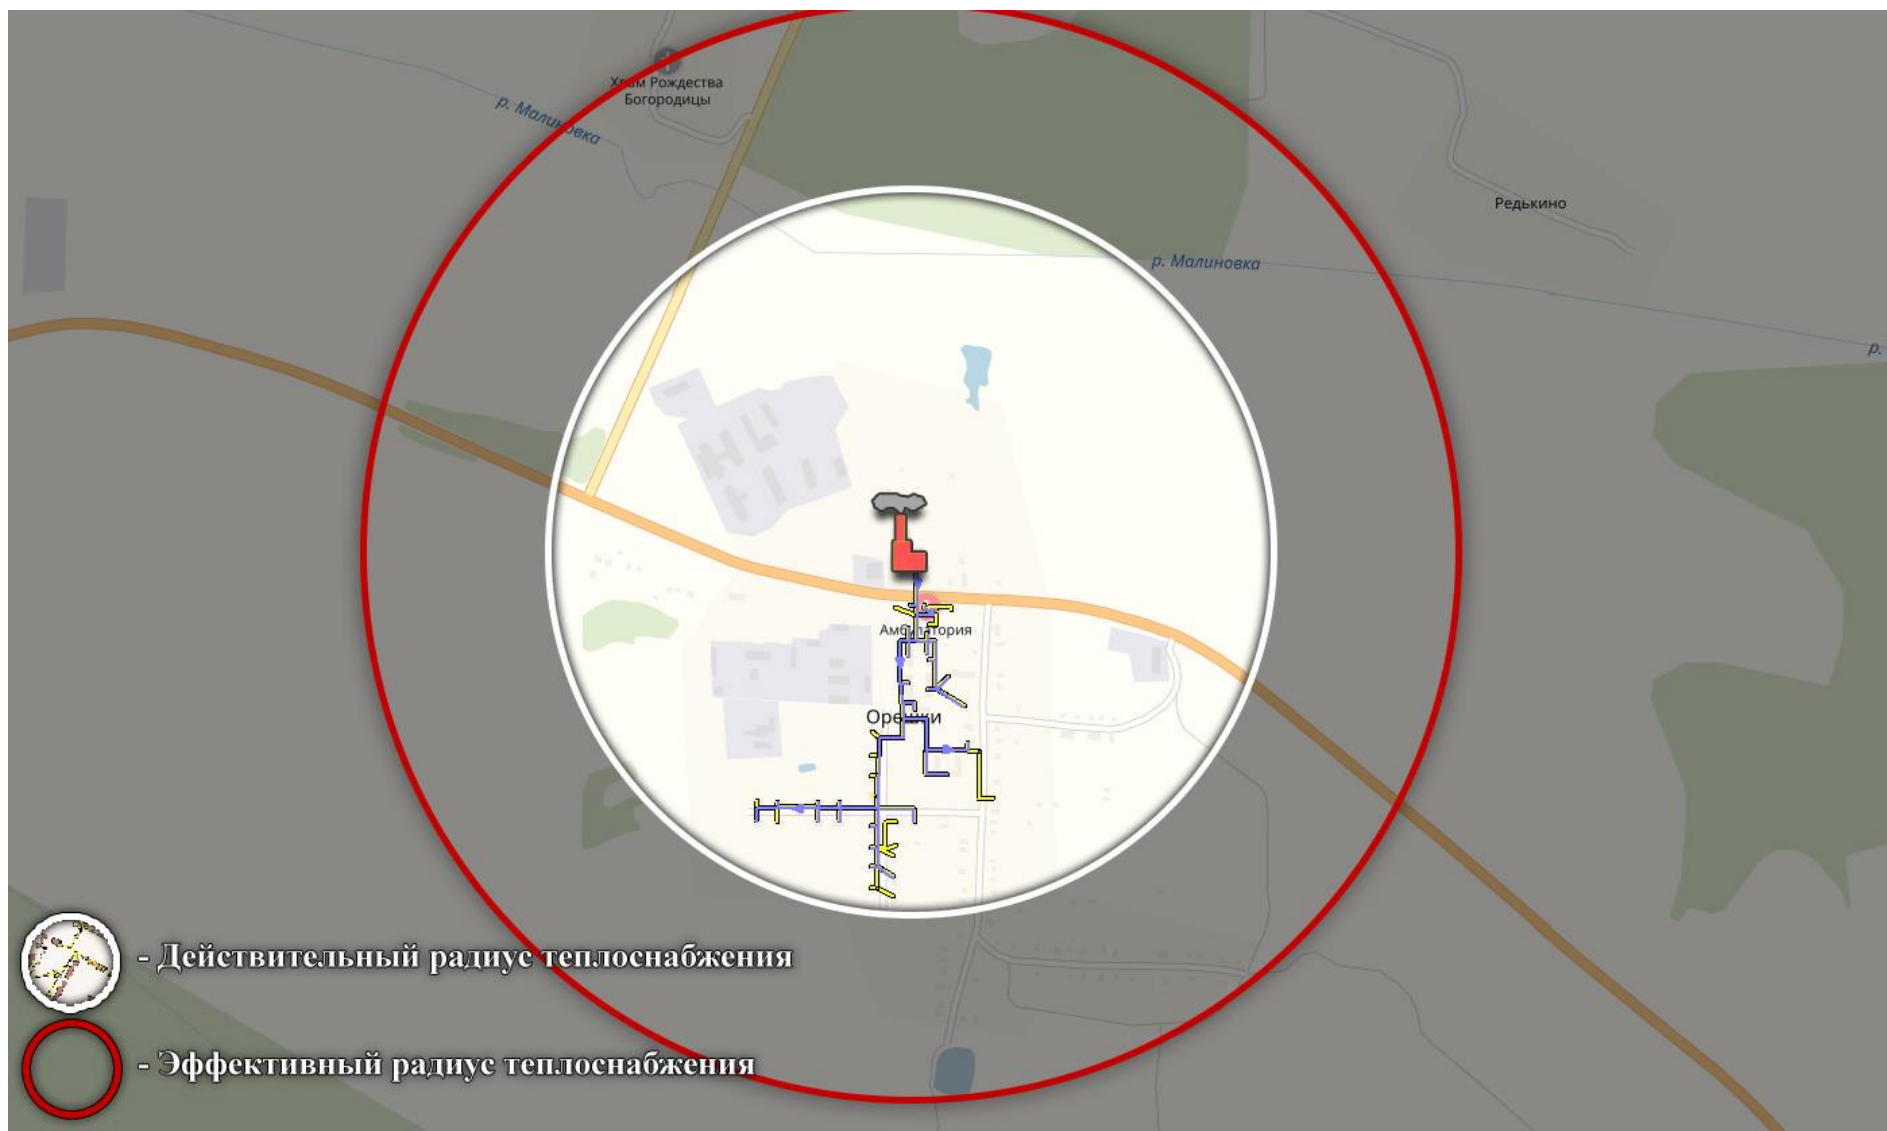 Храм Рождества
Богородицы
р. Малиновка
Редькино
р. Малиновка
р.
Амбулатория
Орешки
- Действительный радиус теплоснабжения
- Эффективный радиус теплоснабжения